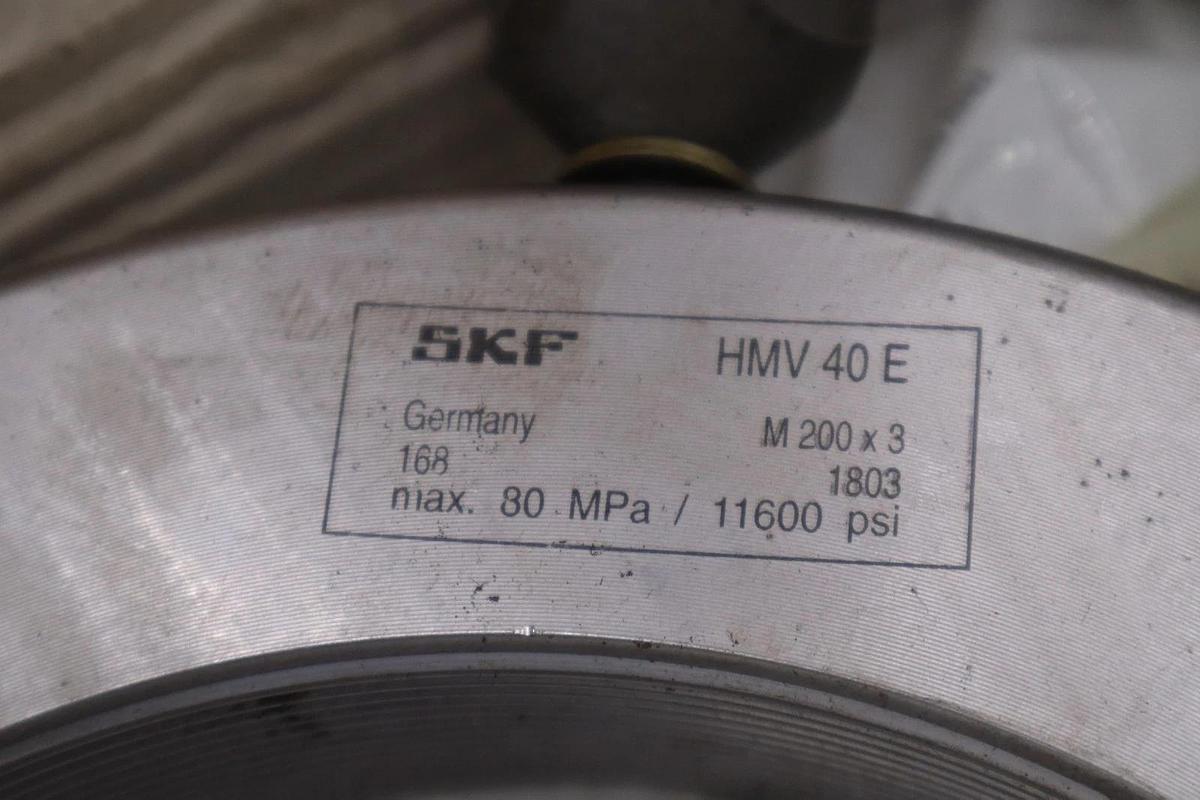 SKF HMV 40 E
Germany M 200 x 3
168 1803
max. 80 MPa / 11600 psi